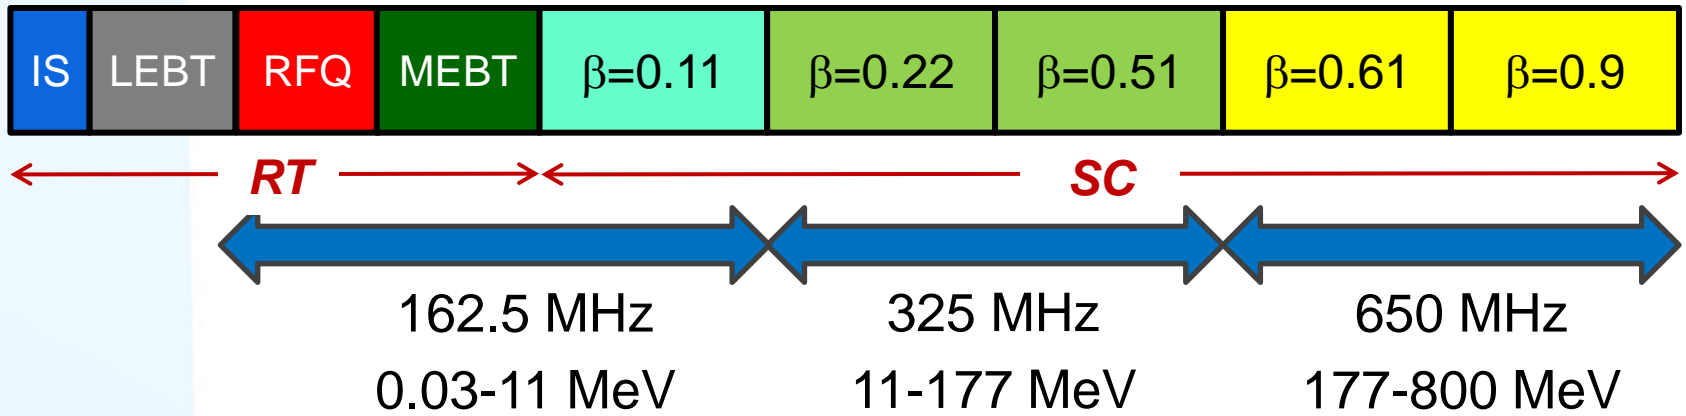 IS LEBT RFQ MEBT β=0.11 β=0.22 β=0.51 β=0.61 β=0.9
RT SC
162.5 MHz 325 MHz 650 MHz
0.03-11 MeV 11-177 MeV 177-800 MeV